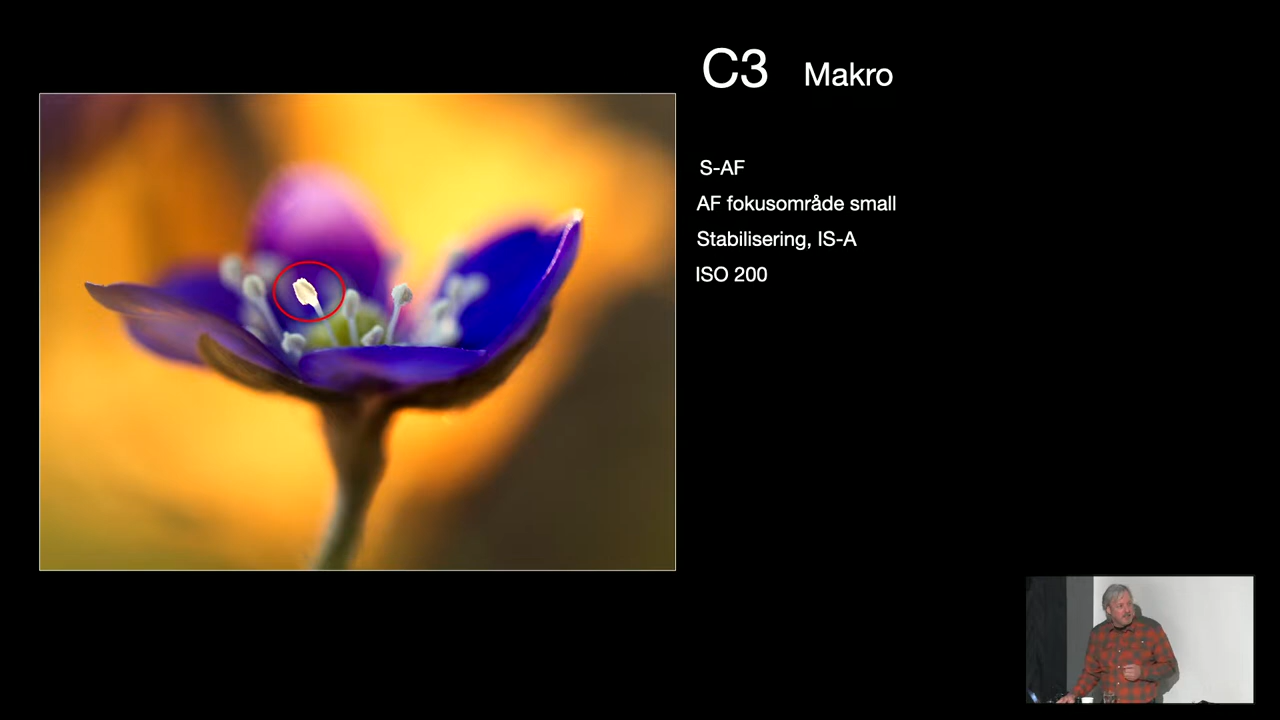 C3 Makro
S-AF
AF fokusområde small
Stabilisering, IS-A
ISO 200